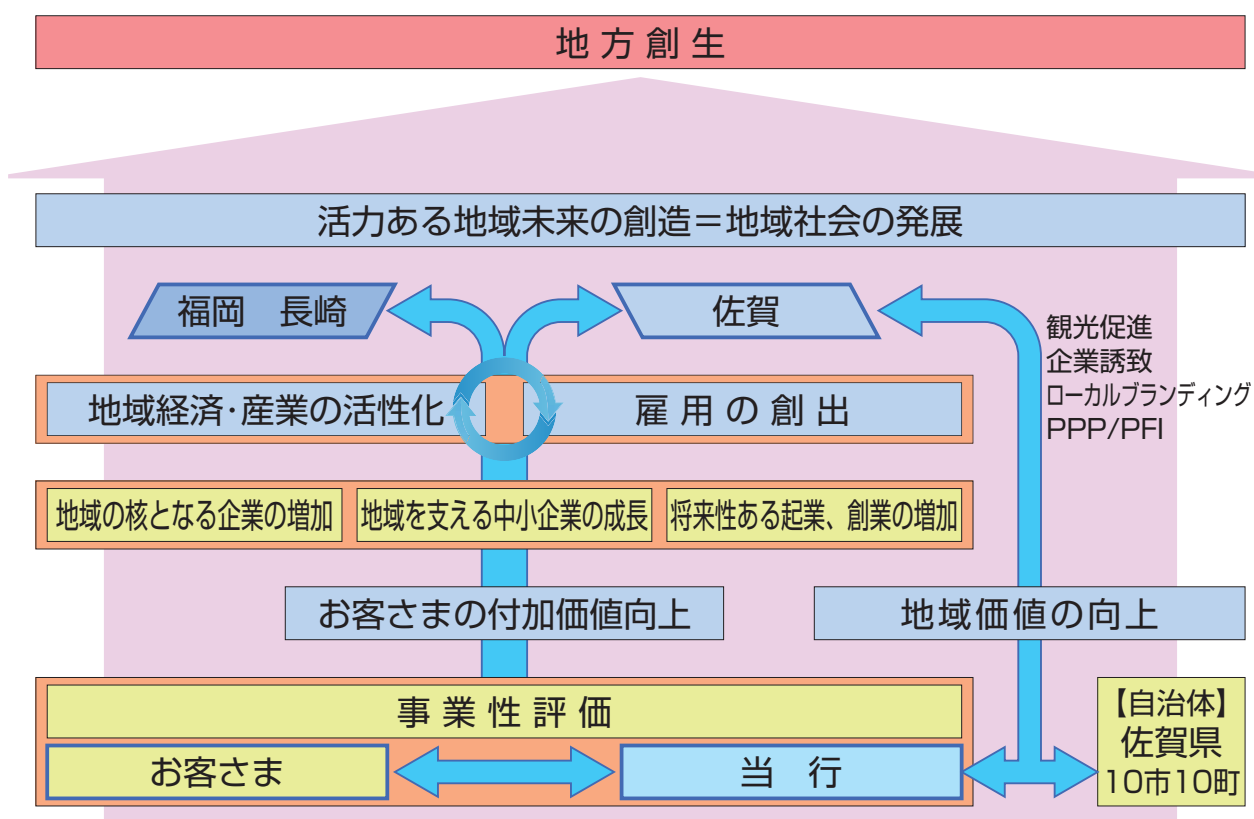 地方創生
活力ある地域未来の創造＝地域社会の発展
福岡　長崎
佐賀
観光促進
企業誘致
ローカルブランディング
PPP/PFI
地域経済・産業の活性化
雇用の創出
地域の核となる企業の増加
地域を支える中小企業の成長
将来性ある起業、創業の増加
お客さまの付加価値向上
地域価値の向上
事業性評価
お客さま
当　行
【自治体】
佐賀県
10市10町